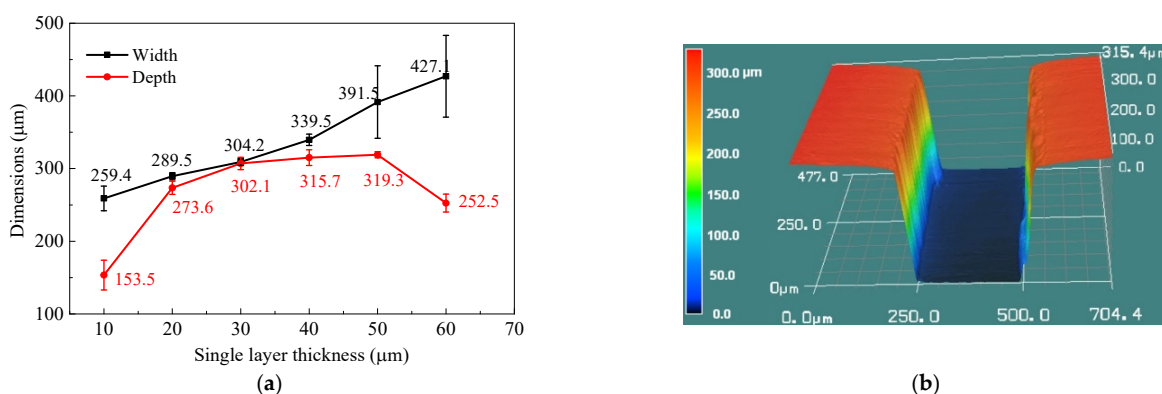 500
400
300
200
100
Dimensions (μm)
Width
Depth
259.4
289.5
304.2
339.5
391.5
427.1
153.5
273.6
302.1
315.7
319.3
252.5
10 20 30 40 50 60 70
Single layer thickness (μm)
(a)
300.0 μm
250.0
200.0
150.0
100.0
50.0
0.0
315.4μm
300.0
200.0
100.0
0.0
477.0
250.0
0μm
0.0μm 250.0 500.0 704.4
(b)